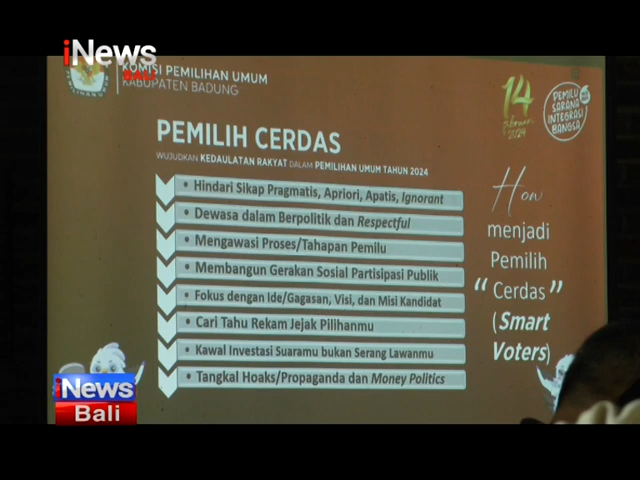 iNews
BALI
KOMISI PEMILIHAN UMUM
KABUPATEN BADUNG
14
Februari
2024
PEMILU
SARANA
INTEGRASI
BANGSA
PEMILIH CERDAS
WUJUDKAN KEDAULATAN RAKYAT DALAM PEMILIHAN UMUM TAHUN 2024
• Hindari Sikap Pragmatis, Apriori, Apatis, Ignorant
• Dewasa dalam Berpolitik dan Respectful
• Mengawasi Proses/Tahapan Pemilu
• Membangun Gerakan Sosial Partisipasi Publik
• Fokus dengan Ide/Gagasan, Visi, dan Misi Kandidat
• Cari Tahu Rekam Jejak Pilihanmu
• Kawal Investasi Suaramu bukan Serang Lawanmu
• Tangkal Hoaks/Propaganda dan Money Politics
How
menjadi
Pemilih
“ Cerdas ”
(Smart
Voters)
iNews
Bali